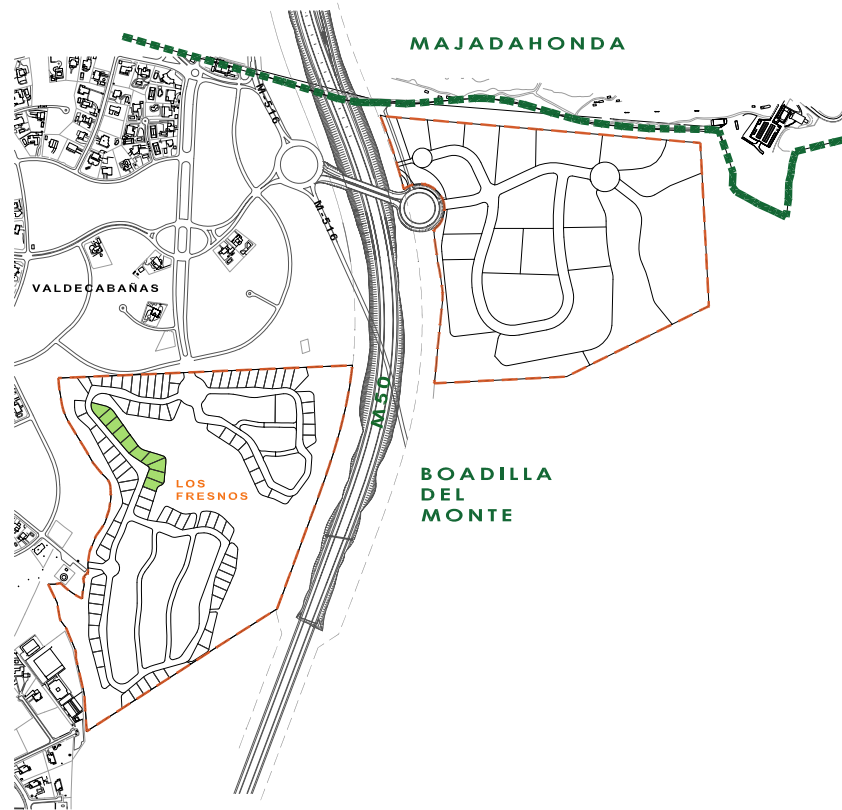 MAJADAHONDA
M-516
M-516
VALDECABAÑAS
M50
LOS
FRESNOS
BOADILLA
DEL
MONTE